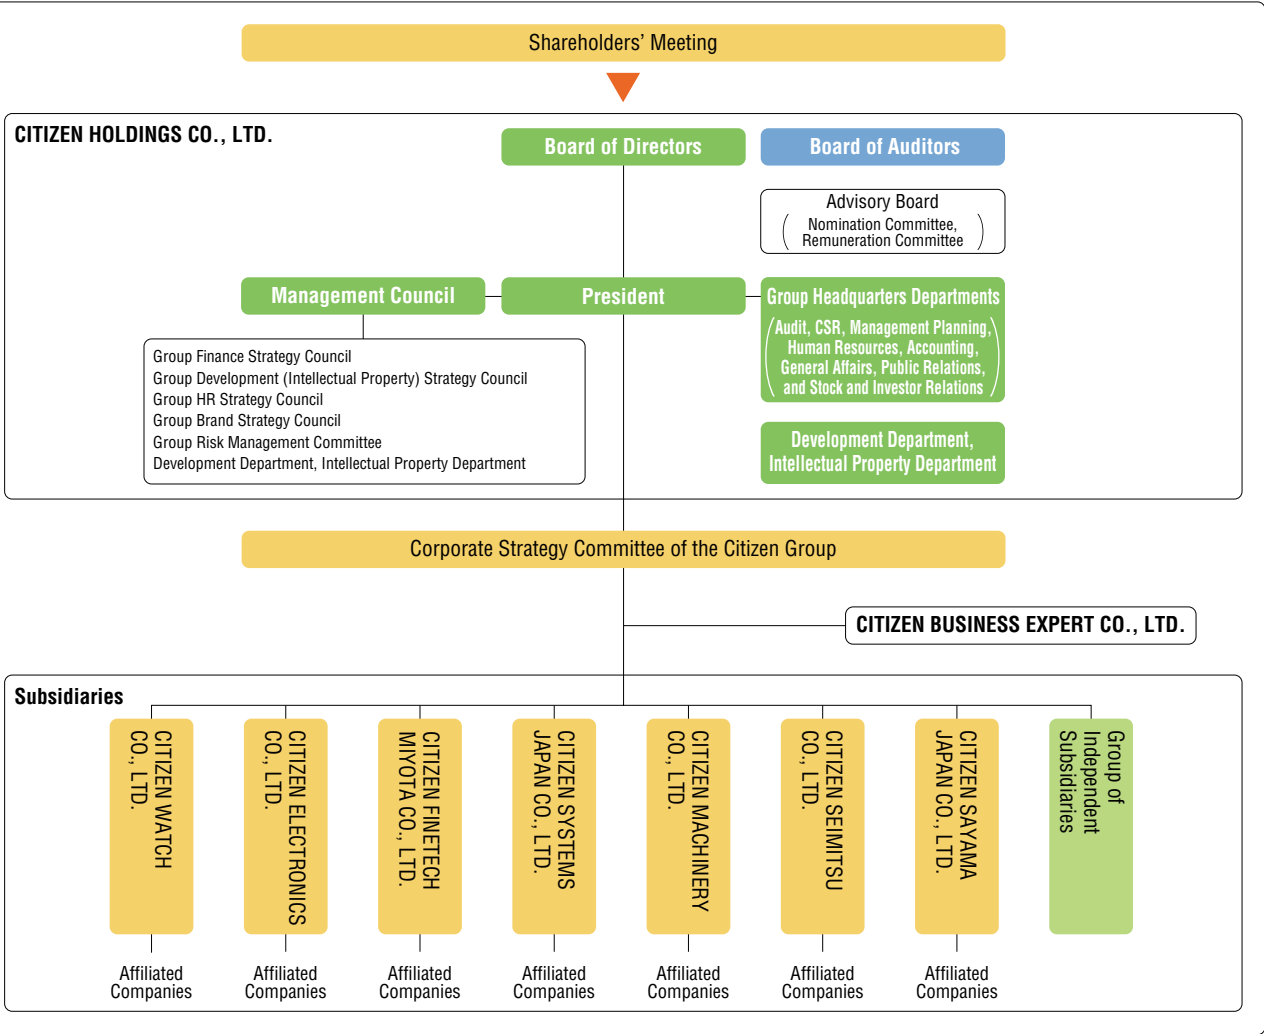 Shareholders’ Meeting
CITIZEN HOLDINGS CO., LTD.
Board of Directors
Board of Auditors
Advisory Board
( Nomination Committee,
Remuneration Committee )
Management Council
President
Group Headquarters Departments
(Audit, CSR, Management Planning,
Human Resources, Accounting,
General Affairs, Public Relations,
and Stock and Investor Relations)
Group Finance Strategy Council
Group Development (Intellectual Property) Strategy Council
Group HR Strategy Council
Group Brand Strategy Council
Group Risk Management Committee
Development Department, Intellectual Property Department
Development Department,
Intellectual Property Department
Corporate Strategy Committee of the Citizen Group
CITIZEN BUSINESS EXPERT CO., LTD.
Subsidiaries
CITIZEN WATCH
CO., LTD.
CITIZEN ELECTRONICS
CO., LTD.
CITIZEN FINETECH
MIYOTA CO., LTD.
CITIZEN SYSTEMS
JAPAN CO., LTD.
CITIZEN MACHINERY
CO., LTD.
CITIZEN SEIMITSU
CO., LTD.
CITIZEN SAYAMA
JAPAN CO., LTD.
Group of
Independent
Subsidiaries
Affiliated
Companies
Affiliated
Companies
Affiliated
Companies
Affiliated
Companies
Affiliated
Companies
Affiliated
Companies
Affiliated
Companies